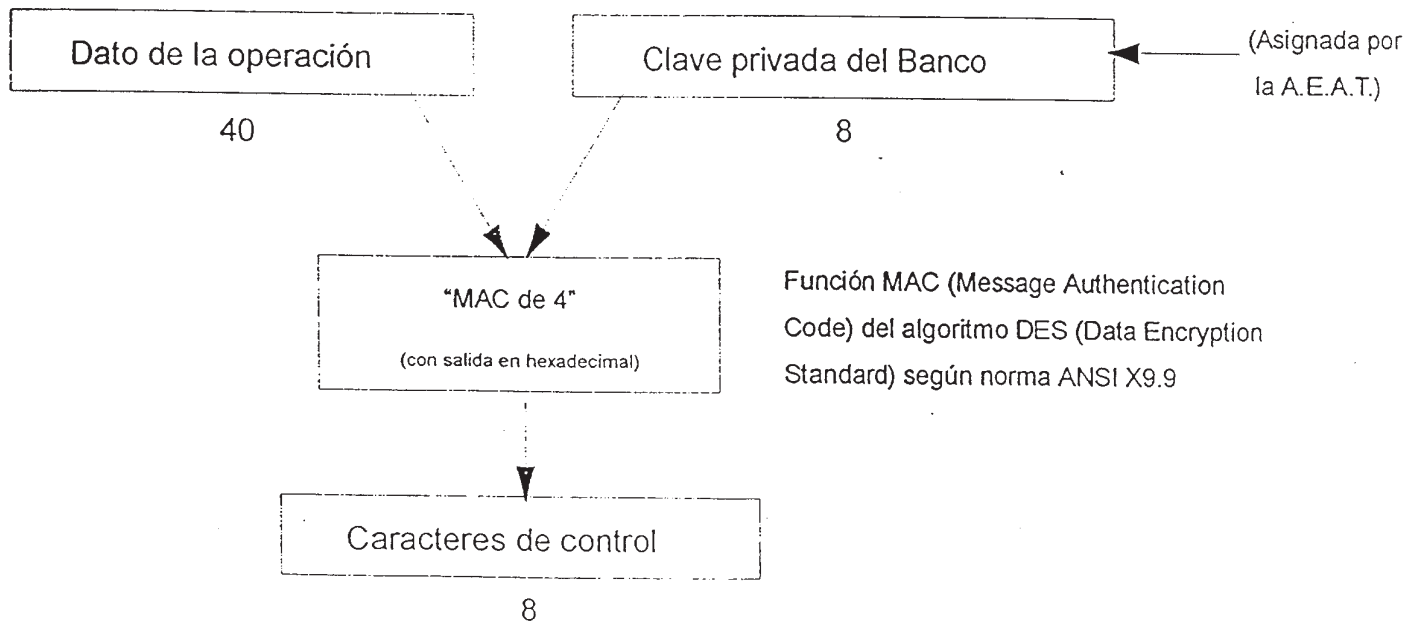 Dato de la operación
Clave privada del Banco
(Asignada por
la A.E.A.T.)
40
8
"MAC de 4"
(con salida en hexadecimal)
Función MAC (Message Authentication
Code) del algoritmo DES (Data Encryption
Standard) según norma ANSI X9.9
Caracteres de control
8